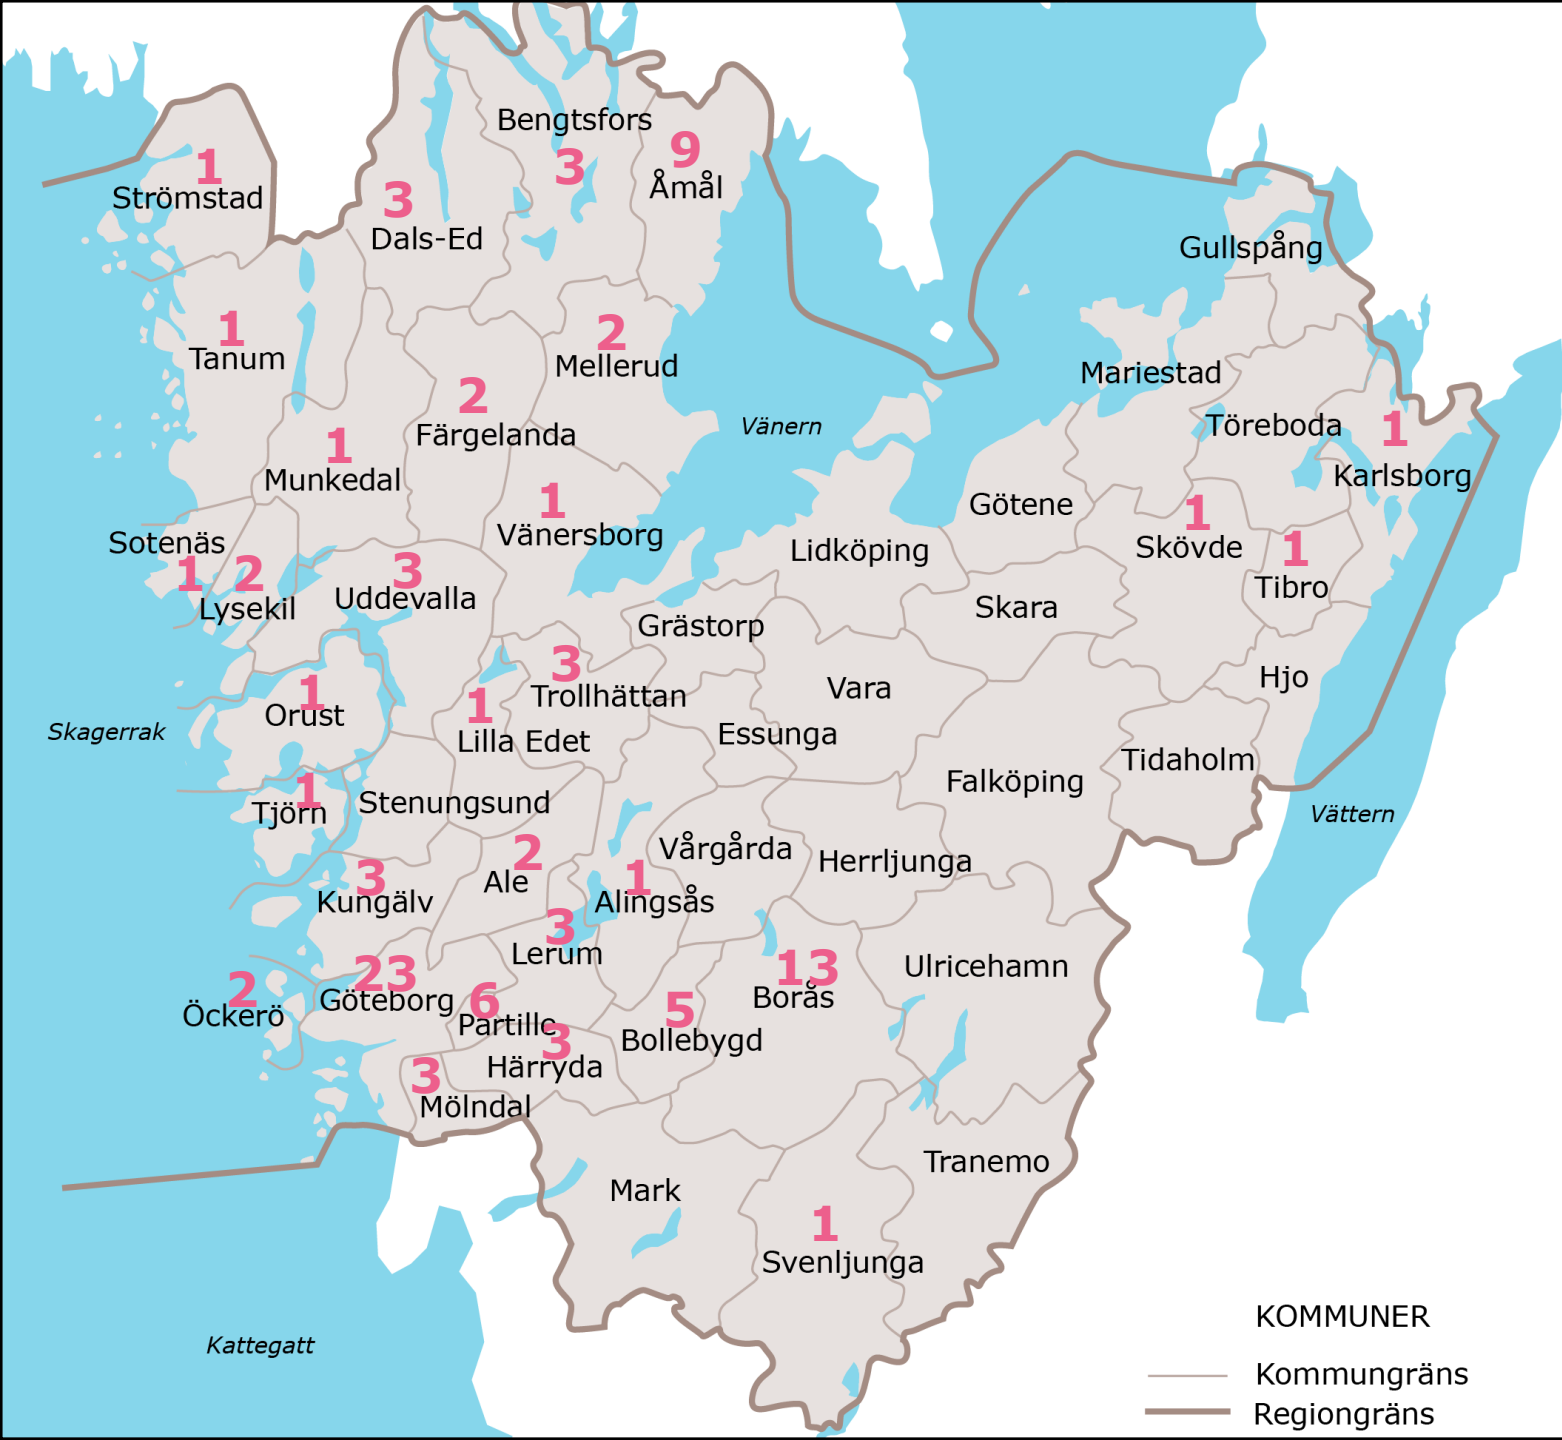 Bengtsfors
3
9
Åmål
1
Strömstad
3
Dals-Ed
Gullspång
1
Tanum
2
Mellerud
Mariestad
2
Färgelanda
Vänern
Töreboda
1
Karlsborg
1
Munkedal
1
Vänersborg
Götene
1
Skövde
Sotenäs
1
2
Lysekil
3
Uddevalla
Lidköping
1
Tibro
Skara
Grästorp
3
Trollhättan
Vara
Hjo
1
Orust
1
Lilla Edet
Essunga
Skagerrak
Tidaholm
Falköping
1
Tjörn
Stenungsund
Vättern
2
Ale
Vårgårda
Herrljunga
3
Kungälv
1
Alingsås
3
Lerum
13
Borås
Ulricehamn
2
Öckerö
23
Göteborg
6
Partille
5
Bollebygd
3
Härryda
3
Mölndal
Mark
Tranemo
1
Svenljunga
Kattegatt
KOMMUNER
Kommungräns
Regiongräns